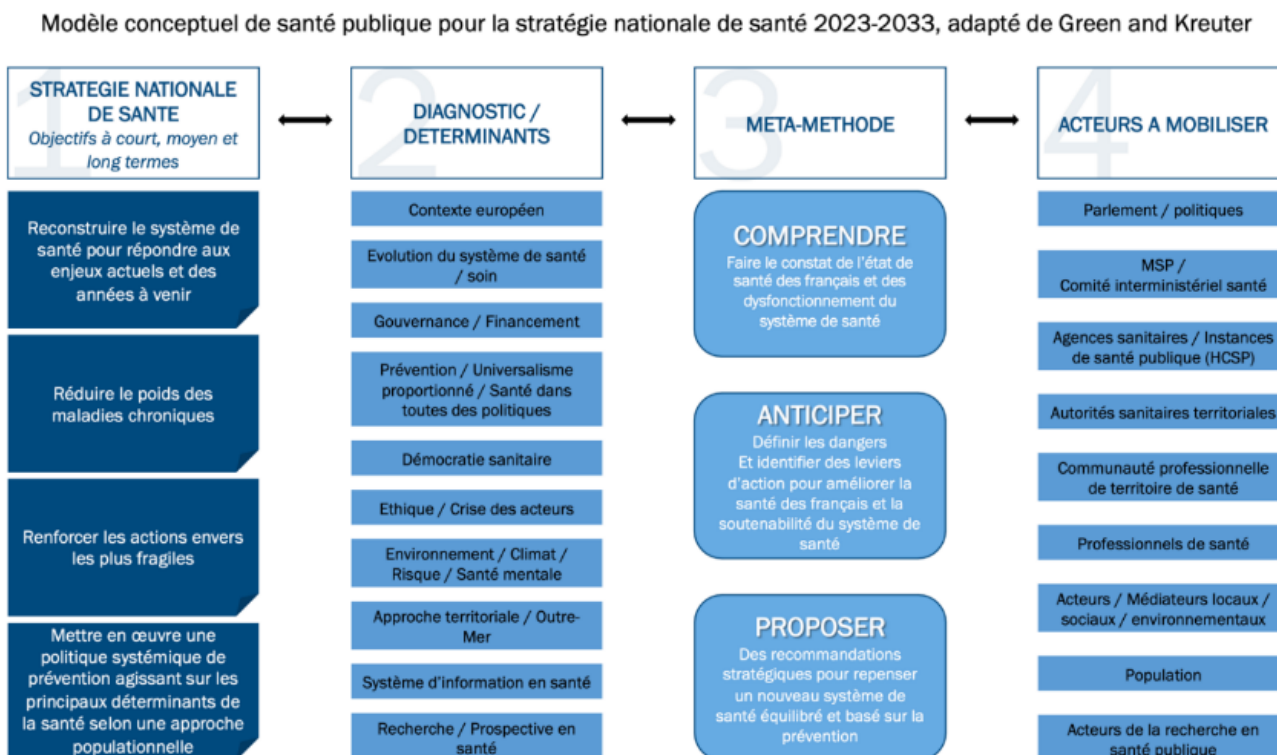 Modèle conceptuel de santé publique pour la stratégie nationale de santé 2023-2033, adapté de Green and Kreuter
1
STRATEGIE NATIONALE
DE SANTE
Objectifs à court, moyen et
long termes
Reconstruire le système de
santé pour répondre aux
enjeux actuels et des
années à venir
Réduire le poids des
maladies chroniques
Renforcer les actions envers
les plus fragiles
Mettre en œuvre une
politique systémique de
prévention agissant sur les
principaux déterminants de
la santé selon une approche
populationnelle
2
DIAGNOSTIC /
DETERMINANTS
Contexte européen
Evolution du système de santé
/ soin
Gouvernance / Financement
Prévention / Universalisme
proportionné / Santé dans
toutes des politiques
Démocratie sanitaire
Ethique / Crise des acteurs
Environnement / Climat /
Risque / Santé mentale
Approche territoriale / Outre-
Mer
Système d'information en santé
Recherche / Prospective en
santé
3
META-METHODE
COMPRENDRE
Faire le constat de l'état de
santé des français et des
dysfonctionnement du
système de santé
ANTICIPER
Définir les dangers
Et identifier des leviers
d'action pour améliorer la
santé des français et la
soutenabilité du système de
santé
PROPOSER
Des recommandations
stratégiques pour repenser
un nouveau système de
santé équilibré et basé sur la
prévention
4
ACTEURS A MOBILISER
Parlement / politiques
MSP /
Comité interministériel santé
Agences sanitaires / Instances
de santé publique (HCSP)
Autorités sanitaires territoriales
Communauté professionnelle
de territoire de santé
Professionnels de santé
Acteurs / Médiateurs locaux /
sociaux / environnementaux
Population
Acteurs de la recherche en
santé publique